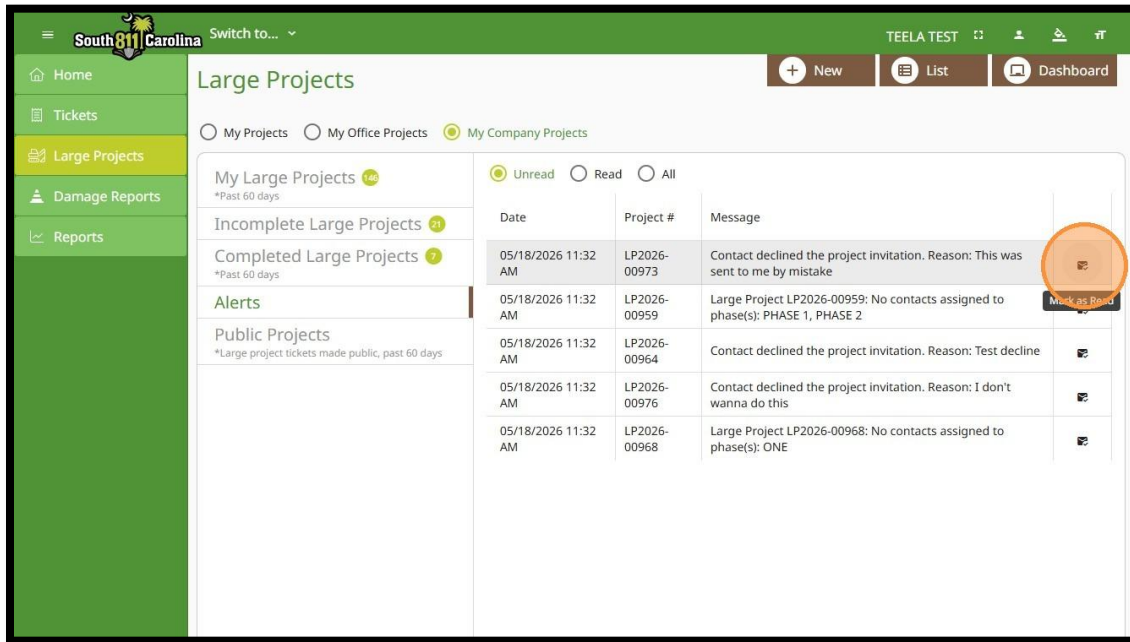 South 811 Carolina
Switch to...
TEELA TEST
Home
Tickets
Large Projects
Damage Reports
Reports
Large Projects
New
List
Dashboard
My Projects
My Office Projects
My Company Projects
My Large Projects 146
*Past 60 days
Incomplete Large Projects 21
Completed Large Projects 7
*Past 60 days
Alerts
Public Projects
*Large project tickets made public, past 60 days
Unread
Read
All
Date
Project #
Message
05/18/2026 11:32
AM
LP2026-
00973
Contact declined the project invitation. Reason: This was
sent to me by mistake
Mark as Read
05/18/2026 11:32
AM
LP2026-
00959
Large Project LP2026-00959: No contacts assigned to
phase(s): PHASE 1, PHASE 2
05/18/2026 11:32
AM
LP2026-
00964
Contact declined the project invitation. Reason: Test decline
05/18/2026 11:32
AM
LP2026-
00976
Contact declined the project invitation. Reason: I don't
wanna do this
05/18/2026 11:32
AM
LP2026-
00968
Large Project LP2026-00968: No contacts assigned to
phase(s): ONE